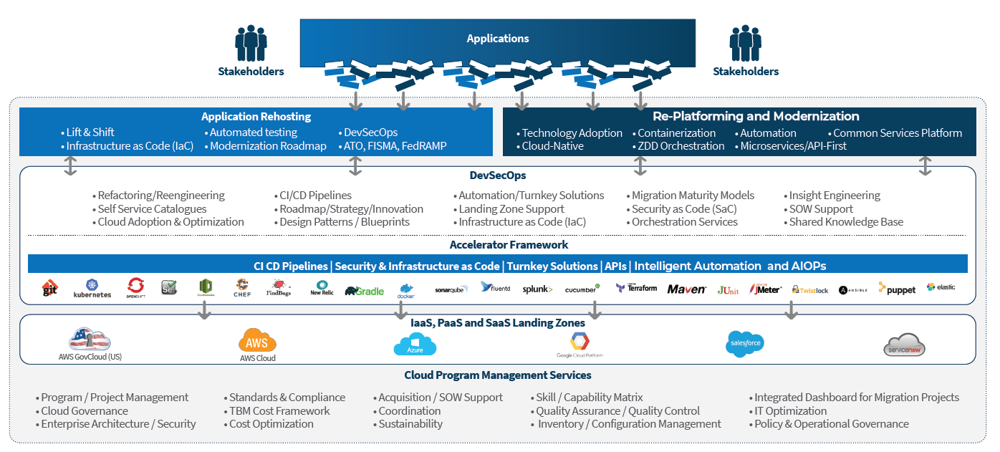 Applications
Stakeholders
Stakeholders
Application Rehosting
• Lift & Shift
• Infrastructure as Code (IaC)
• Automated testing
• Modernization Roadmap
• DevSecOps
• ATO, FISMA, FedRAMP
Re-Platforming and Modernization
• Technology Adoption
• Cloud-Native
• Containerization
• ZDD Orchestration
• Automation
• Microservices/API-First
• Common Services Platform
DevSecOps
• Refactoring/Reengineering
• Self Service Catalogues
• Cloud Adoption & Optimization
• CI/CD Pipelines
• Roadmap/Strategy/Innovation
• Design Patterns / Blueprints
• Automation/Turnkey Solutions
• Landing Zone Support
• Infrastructure as Code (IaC)
• Migration Maturity Models
• Security as Code (SaC)
• Orchestration Services
• Insight Engineering
• SOW Support
• Shared Knowledge Base
Accelerator Framework
CI CD Pipelines | Security & Infrastructure as Code | Turnkey Solutions | APIs | Intelligent Automation and AIOPs
git
kubernetes
OPENSHIFT
Se
CloudFormation
CHEF
FindBugs
New Relic
Gradle
docker
sonarqube
fluentd
splunk>
cucumber
Terraform
Maven
JUnit
APACHE
JMeter
Twistlock
ANSIBLE
puppet
elastic
IaaS, PaaS and SaaS Landing Zones
AWS GovCloud (US)
AWS
AWS Cloud
Azure
Google Cloud Platform
salesforce
servicenow
Cloud Program Management Services
• Program / Project Management
• Cloud Governance
• Enterprise Architecture / Security
• Standards & Compliance
• TBM Cost Framework
• Cost Optimization
• Acquisition / SOW Support
• Coordination
• Sustainability
• Skill / Capability Matrix
• Quality Assurance / Quality Control
• Inventory / Configuration Management
• Integrated Dashboard for Migration Projects
• IT Optimization
• Policy & Operational Governance